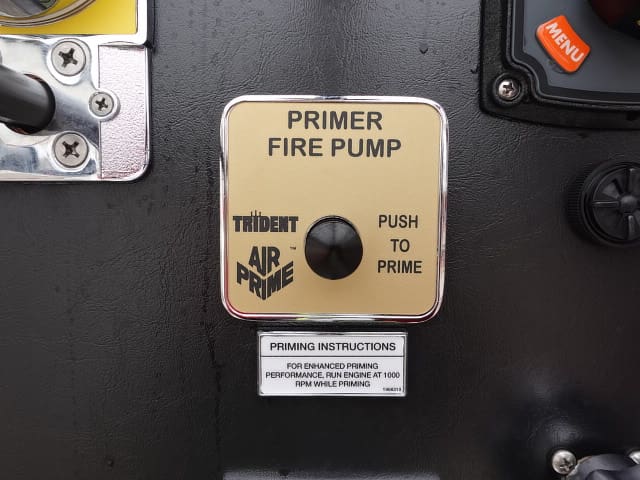 MENU
PRIMER
FIRE PUMP
TRIDENT
AIR
PRIME
™
PUSH
TO
PRIME
PRIMING INSTRUCTIONS
FOR ENHANCED PRIMING
PERFORMANCE, RUN ENGINE AT 1000
RPM WHILE PRIMING